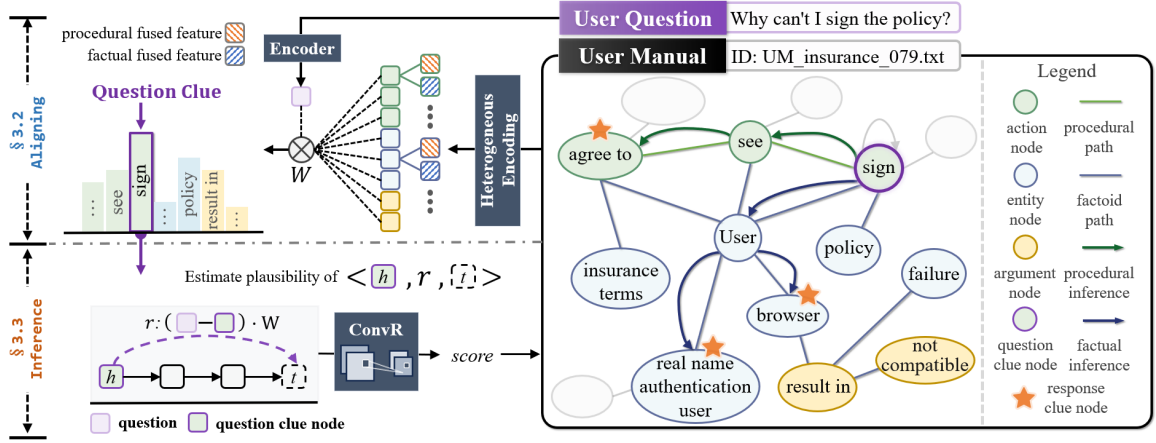 User Question
Why can't I sign the policy?
User Manual
ID: UM_insurance_079.txt
procedural fused feature
factual fused feature
Encoder
Question Clue
§ 3.2
Aligning
...
see
sign
...
policy
result in
...
W
Heterogeneous
Encoding
agree to
see
sign
User
policy
insurance
terms
browser
failure
real name
authentication
user
result in
not
compatible
Legend
action
node
procedural
path
entity
node
factoid
path
argument
node
procedural
inference
question
clue node
factual
inference
response
clue node
§ 3.3
Inference
Estimate plausibility of < h , r , t >
r: ( − ) · W
h
t
ConvR
score
question
question clue node